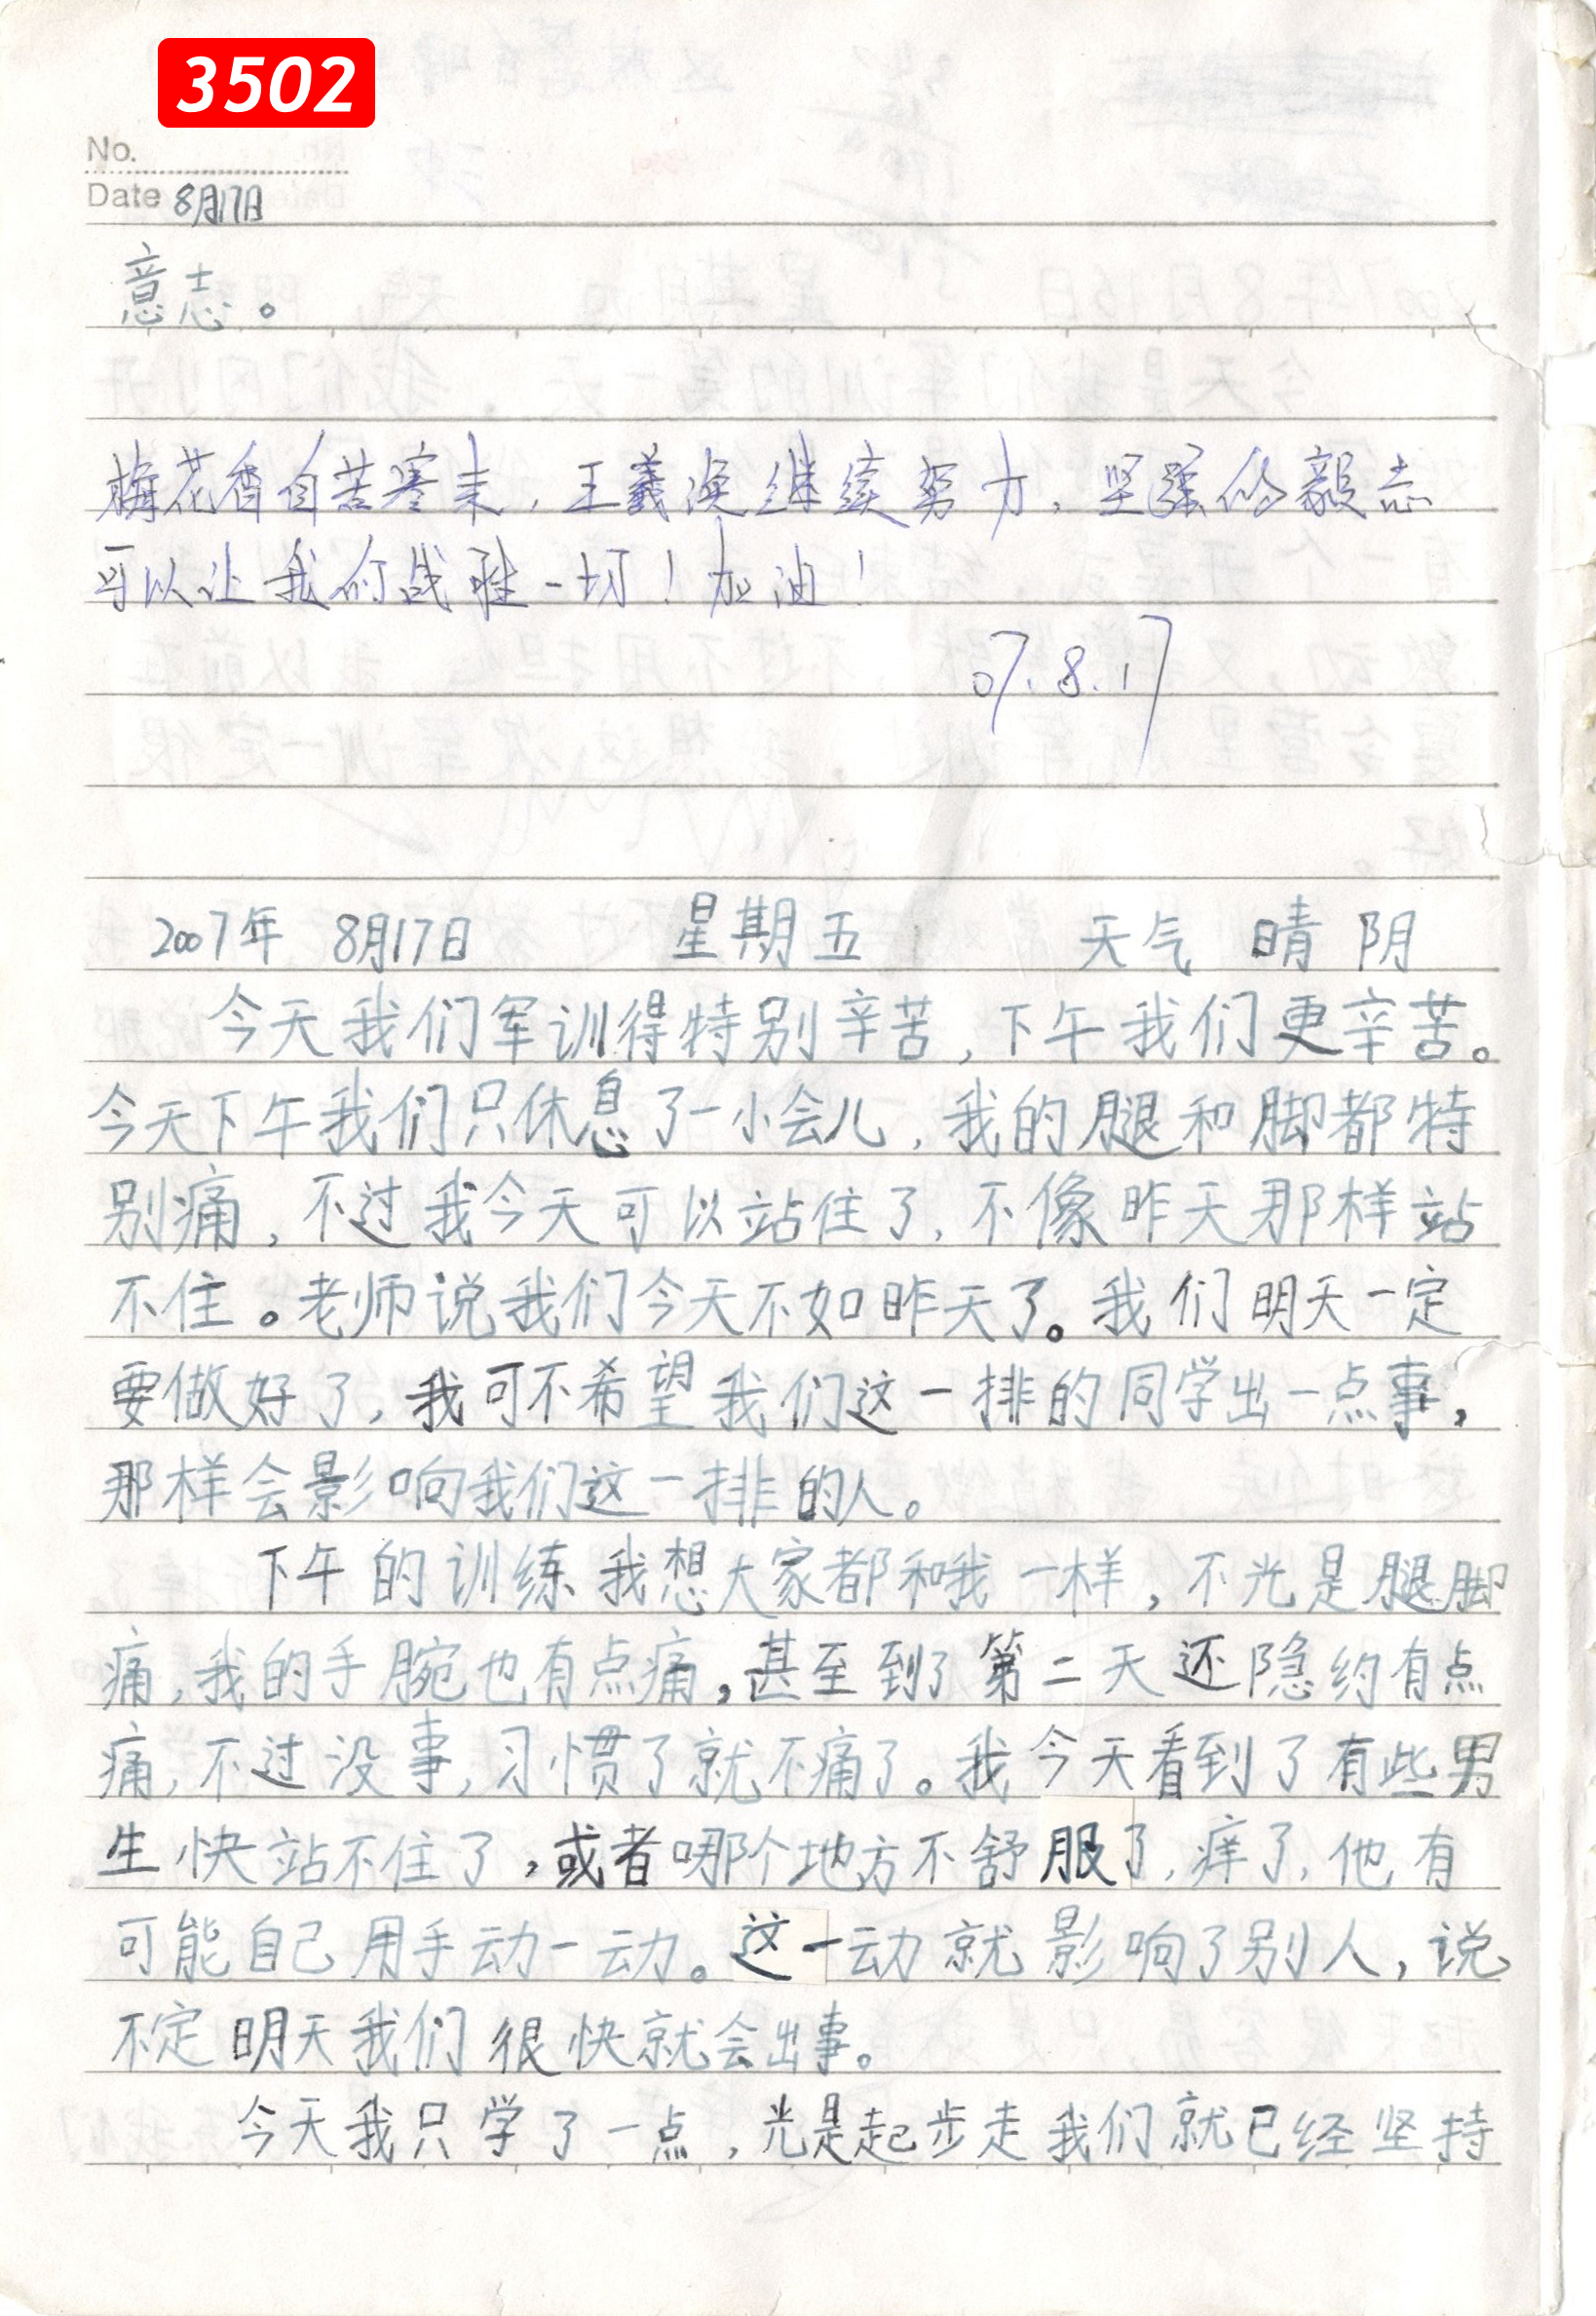 3502
No.
Date 8月17日
意志。
梅花香自苦寒来,王羲涣继续努力,坚强的毅志
可以让我们战胜一切!加油!
07.8.17
2007年 8月17日 星期五 天气 晴 阴
今天我们军训得特别辛苦,下午我们更辛苦。
今天下午我们只休息了一小会儿,我的腿和脚都特
别痛,不过我今天可以站住了,不像昨天那样站
不住。老师说我们今天不如昨天了。我们明天一定
要做好了,我可不希望我们这一排的同学出一点事,
那样会影响我们这一排的人。
下午的训练我想大家都和我一样,不光是腿脚
痛,我的手腕也有点痛,甚至到了第二天还隐约有点
痛,不过没事,习惯了就不痛了。我今天看到了有些男
生快站不住了,或者哪个地方不舒服了,痒了,他有
可能自己用手动一动。这一动就影响了别人,说
不定明天我们很快就会出事。
今天我只学了一点,光是起步走我们就已经坚持